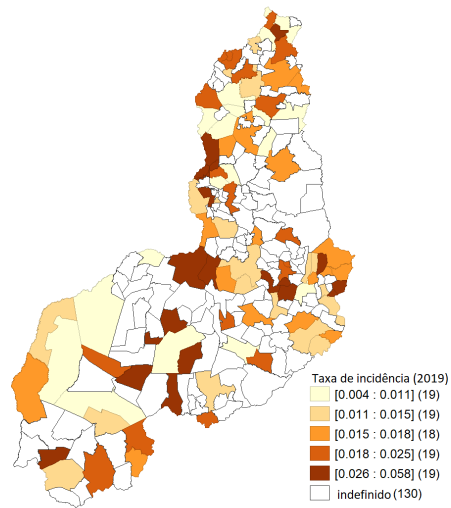 Taxa de incidência (2019)
[0.004 : 0.011] (19)
[0.011 : 0.015] (19)
[0.015 : 0.018] (18)
[0.018 : 0.025] (19)
[0.026 : 0.058] (19)
indefinido (130)